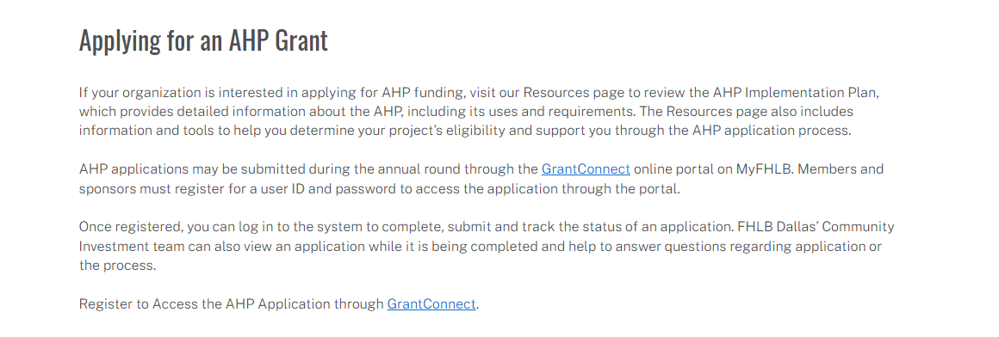 Applying for an AHP Grant
If your organization is interested in applying for AHP funding, visit our Resources page to review the AHP Implementation Plan,
which provides detailed information about the AHP, including its uses and requirements. The Resources page also includes
information and tools to help you determine your project's eligibility and support you through the AHP application process.
AHP applications may be submitted during the annual round through the GrantConnect online portal on MyFHLB. Members and
sponsors must register for a user ID and password to access the application through the portal.
Once registered, you can log in to the system to complete, submit and track the status of an application. FHLB Dallas' Community
Investment team can also view an application while it is being completed and help to answer questions regarding application or
the process.
Register to Access the AHP Application through GrantConnect.